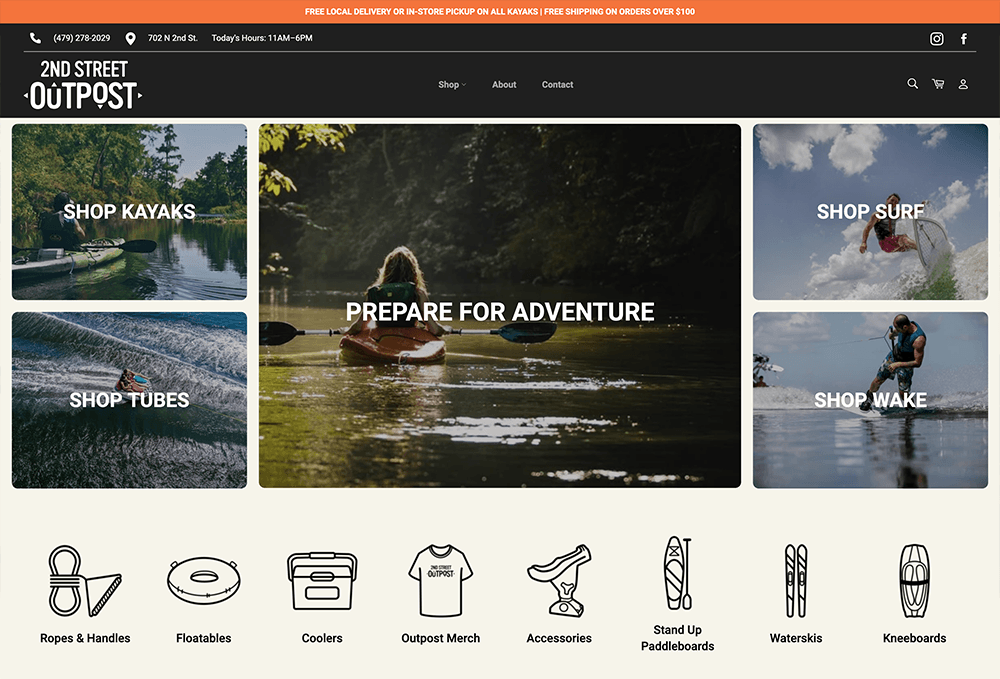 FREE LOCAL DELIVERY OR IN-STORE PICKUP ON ALL KAYAKS | FREE SHIPPING ON ORDERS OVER $100
(479) 278-2029 702 N 2nd St. Today's Hours: 11AM–6PM
2ND STREET
OUTPOST
Shop About Contact
SHOP KAYAKS
PREPARE FOR ADVENTURE
SHOP SURF
SHOP TUBES
SHOP WAKE
2ND STREET
OUTPOST
Ropes & Handles
Floatables
Coolers
Outpost Merch
Accessories
Stand Up
Paddleboards
Waterskis
Kneeboards